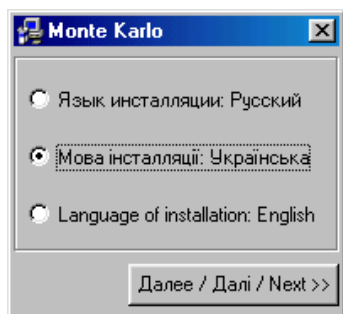 Monte Karlo
Язык инсталляции: Русский
Мова інсталляції: Українська
Language of installation: English
Далее / Далі / Next >>